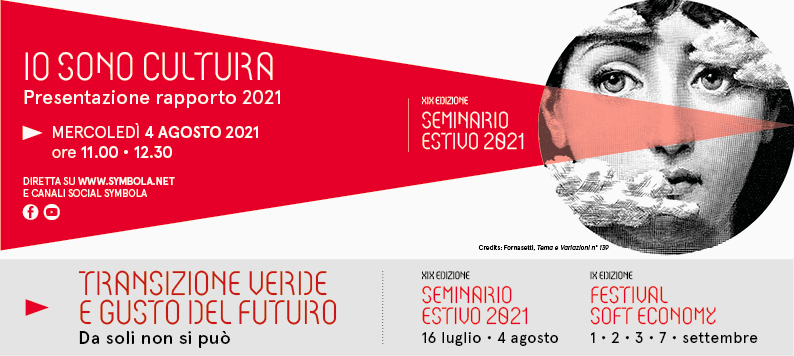 IO SONO CULTURA
Presentazione rapporto 2021
MERCOLEDÌ 4 AGOSTO 2021
ore 11.00 • 12.30
DIRETTA SU WWW.SYMBOLA.NET
E CANALI SOCIAL SYMBOLA
XIX EDIZIONE
SEMINARIO
ESTIVO 2021
Credits: Fornasetti, Tema e Variazioni n° 139
TRANSIZIONE VERDE
E GUSTO DEL FUTURO
Da soli non si può
XIX EDIZIONE
SEMINARIO
ESTIVO 2021
16 luglio • 4 agosto
IX EDIZIONE
FESTIVAL
SOFT ECONOMY
1 • 2 • 3 • 7 • settembre